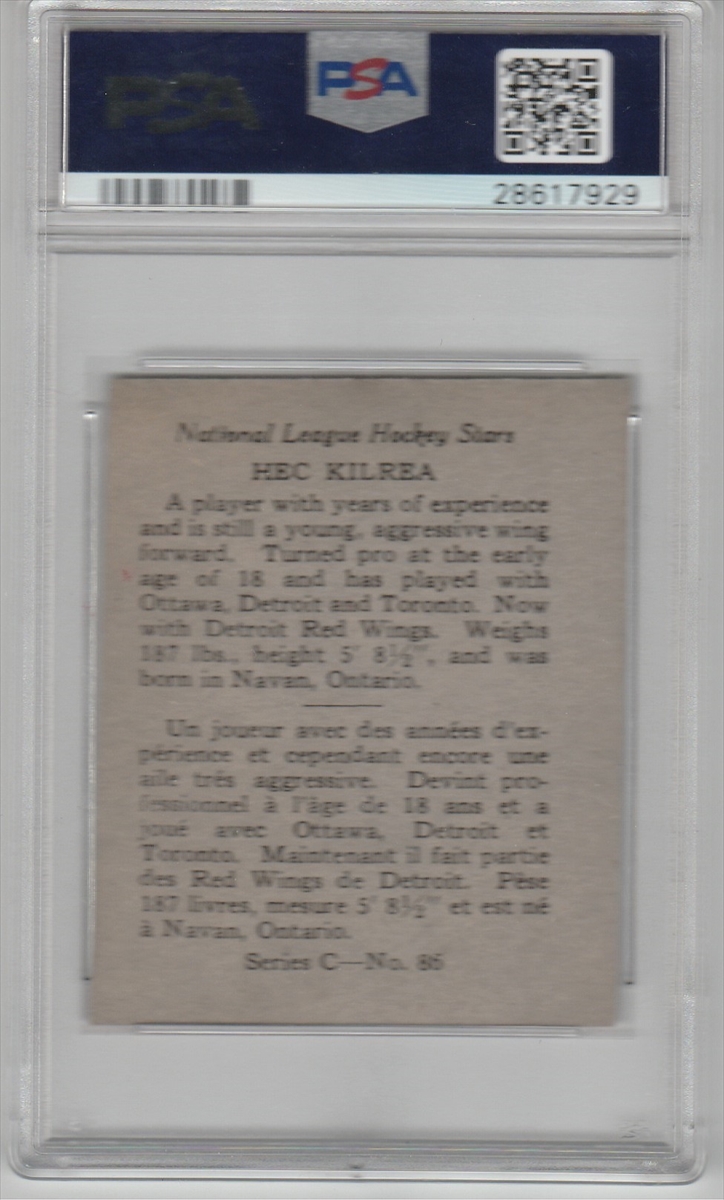 PSA
PSA
28617929
National League Hockey Stars
HEC KILREA
A player with years of experience
and is still a young, aggressive wing
forward. Turned pro at the early
age of 18 and has played with
Ottawa, Detroit and Toronto. Now
with Detroit Red Wings. Weighs
187 lbs., height 5' 8½", and was
born in Navan, Ontario.
Un joueur avec des années d'ex-
périence et cependant encore une
aile très aggressive. Devint pro-
fessionnel à l'âge de 18 ans et a
joué avec Ottawa, Detroit et
Toronto. Maintenant il fait partie
des Red Wings de Detroit. Pèse
187 livres, mesure 5' 8½" et est né
à Navan, Ontario.
Series C—No. 86